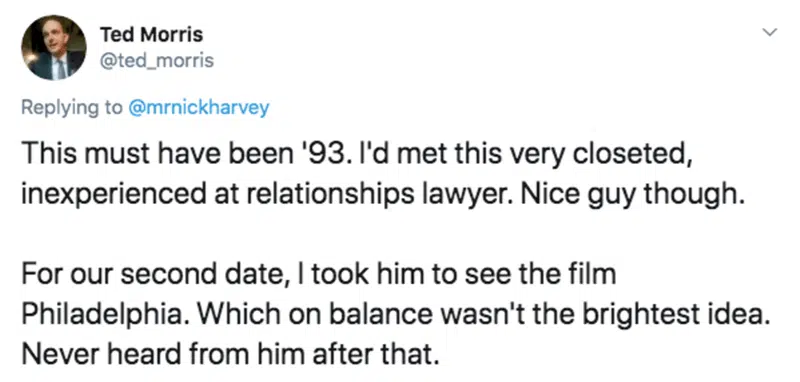 Ted Morris
@ted_morris
Replying to @mrnickharvey
This must have been '93. I'd met this very closeted,
inexperienced at relationships lawyer. Nice guy though.
For our second date, I took him to see the film
Philadelphia. Which on balance wasn't the brightest idea.
Never heard from him after that.